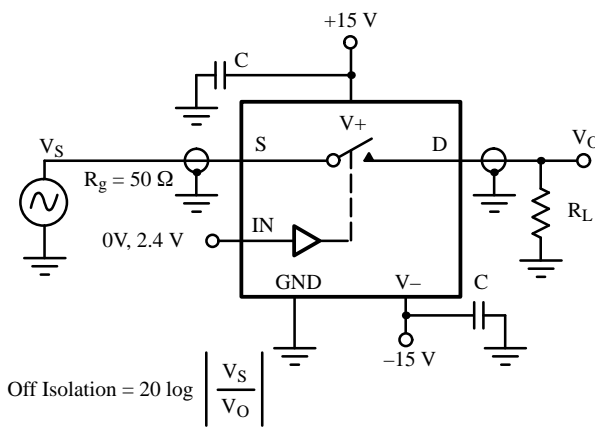 +15 V
C
V+
S
D
V_S
V_O
R_g = 50 Ω
R_L
IN
0V, 2.4 V
GND
V–
C
–15 V
Off Isolation = 20 log | V_S / V_O |